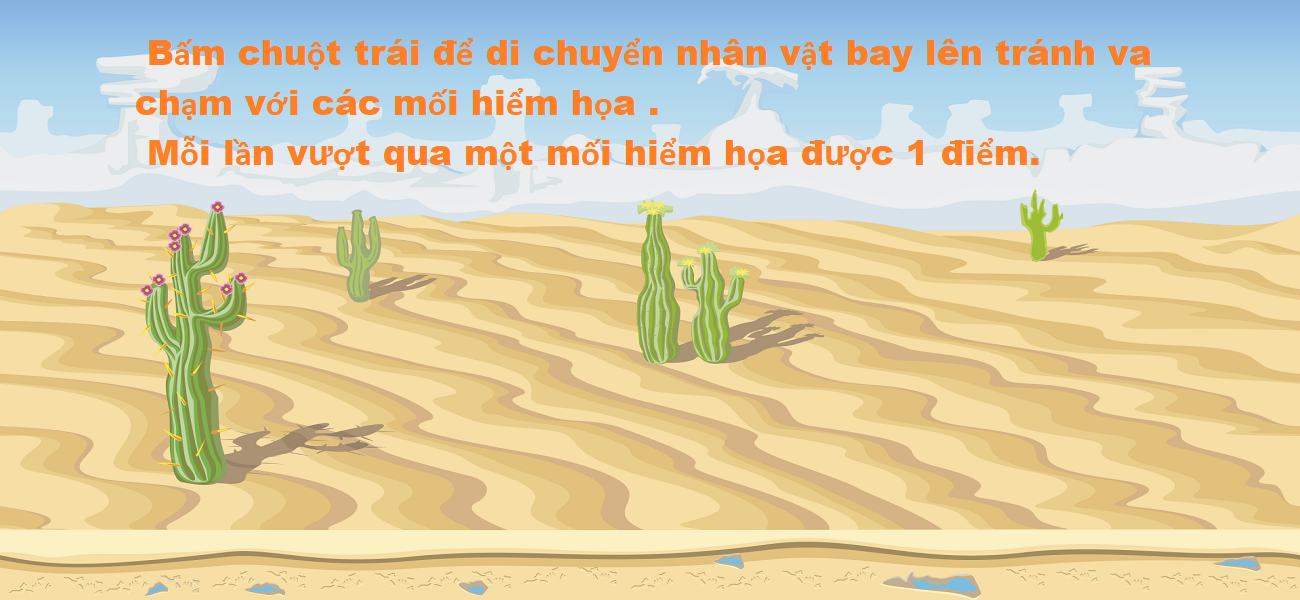 Bấm chuột trái để di chuyển nhân vật bay lên tránh va
chạm với các mối hiểm họa .
Mỗi lần vượt qua một mối hiểm họa được 1 điểm.